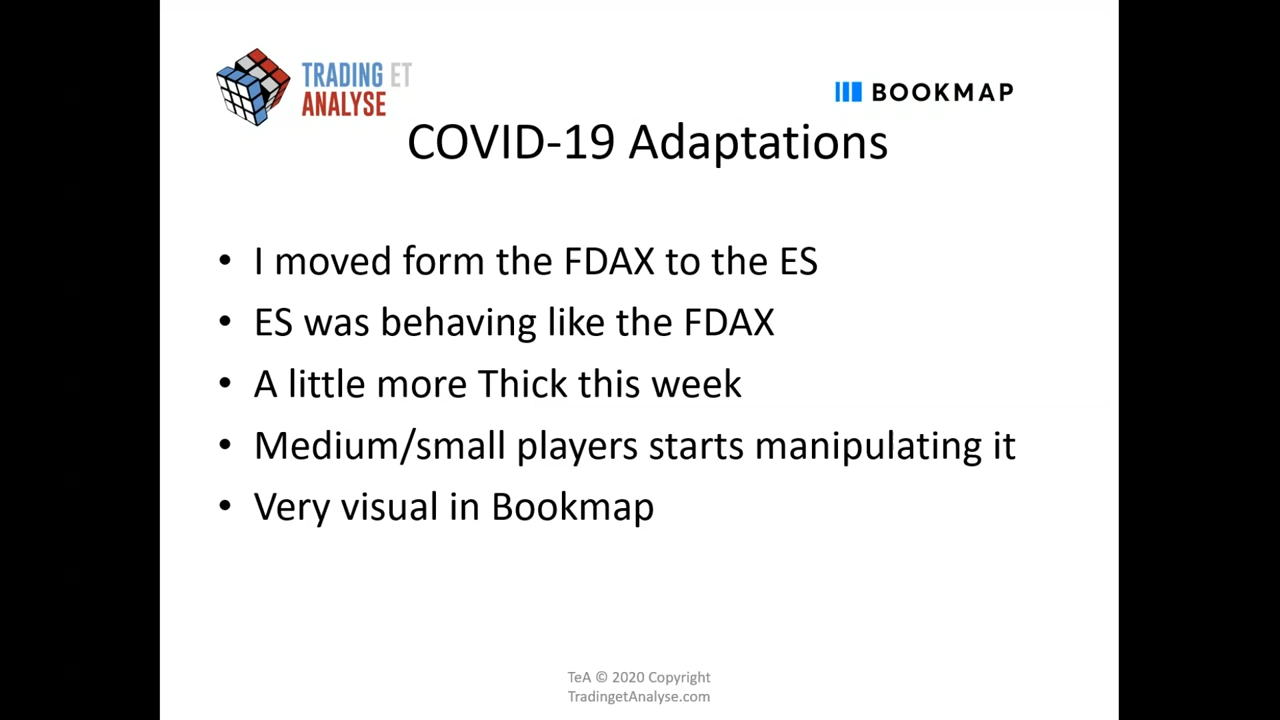 TRADING ET
ANALYSE
BOOKMAP
COVID-19 Adaptations
• I moved form the FDAX to the ES
• ES was behaving like the FDAX
• A little more Thick this week
• Medium/small players starts manipulating it
• Very visual in Bookmap
TeA © 2020 Copyright
TradingetAnalyse.com